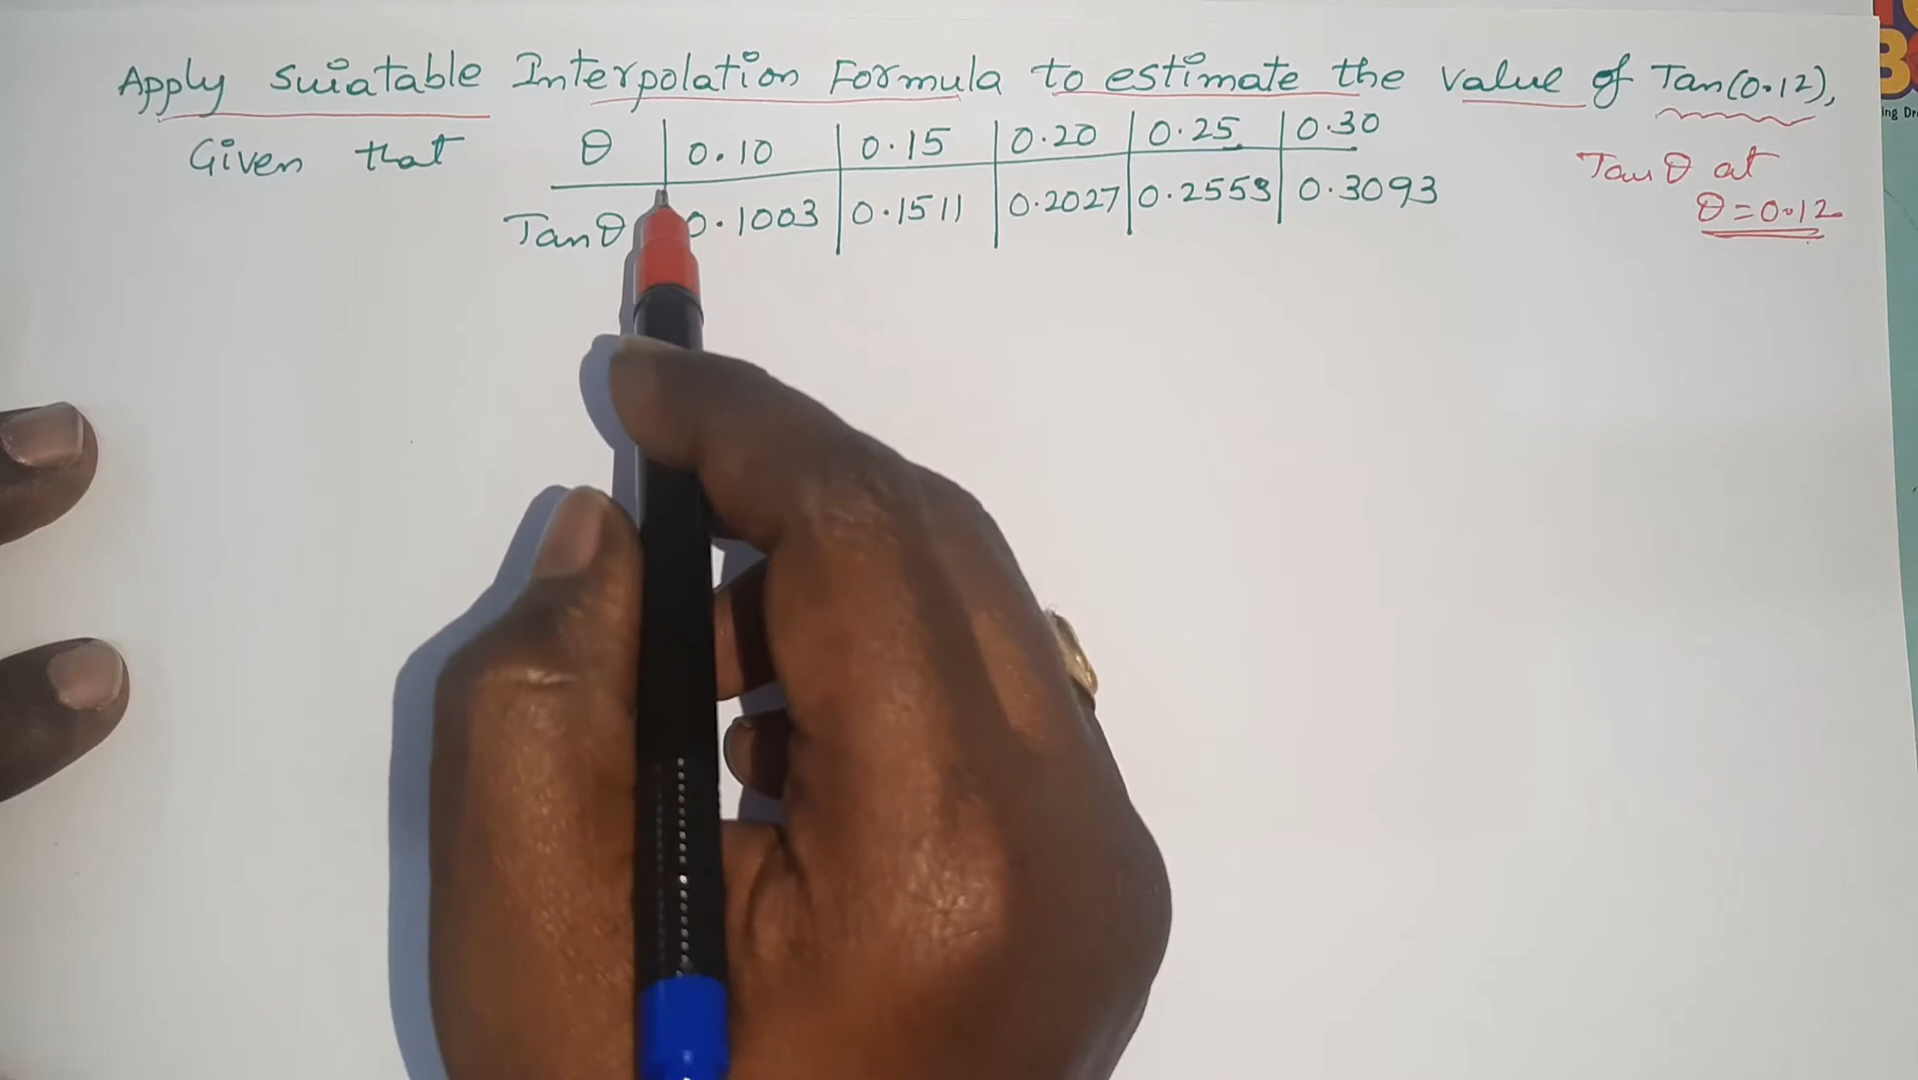 Apply Suiatable Interpolation Formula to estimate the value of Tan(0.12),
Given that θ 0.10 0.15 0.20 0.25 0.30
Tanθ 0.1003 0.1511 0.2027 0.2553 0.3093
Tanθ at
θ = 0.12
ing Dr